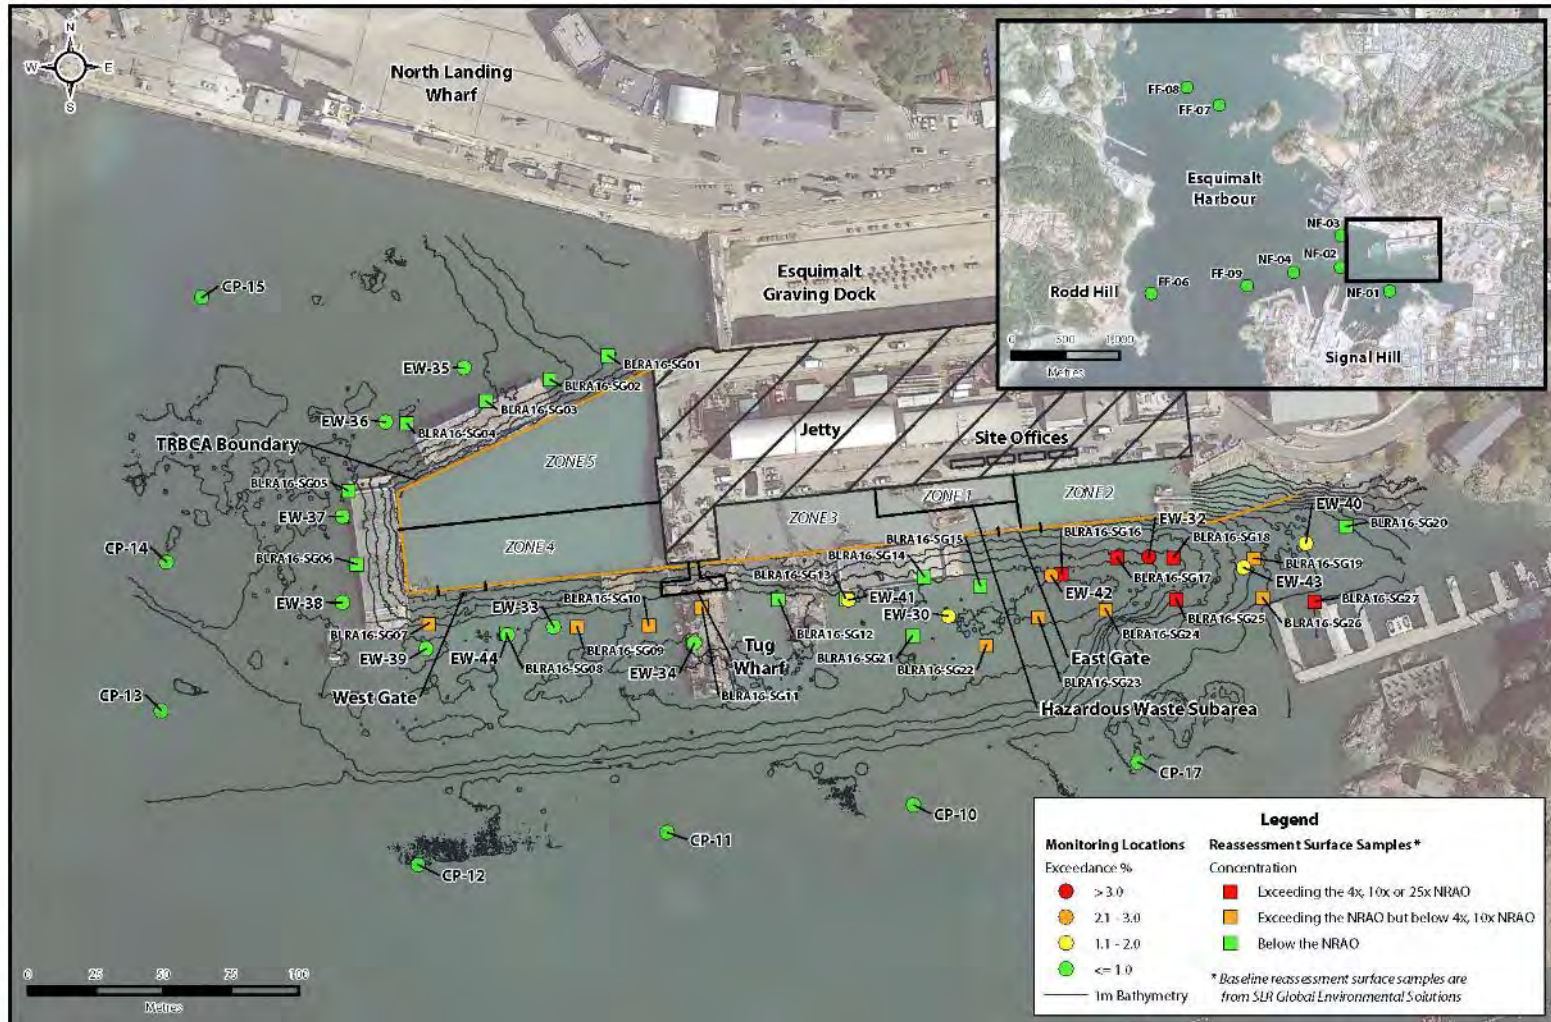 N
W E
S
North Landing
Wharf
Esquimalt
Graving Dock
FF-08
FF-07
Esquimalt
Harbour
NF-03
NF-02
NF-04
FF-09
FF-06
NF-01
Rodd Hill
Signal Hill
0 500 1,000
Metres
CP-15
EW-35
BLRA16-SG01
BLRA16-SG02
BLRA16-SG03
EW-36
BLRA16-SG04
TRBCA Boundary
ZONE 5
Jetty
Site Offices
BLRA16-SG05
EW-37
ZONE 1
ZONE 2
ZONE 3
EW-40
BLRA16-SG20
CP-14
ZONE 4
BLRA16-SG06
BLRA16-SG16
EW-32
BLRA16-SG15
BLRA16-SG18
BLRA16-SG14
BLRA16-SG19
BLRA16-SG13
BLRA16-SG17
EW-43
EW-38
EW-33
BLRA16-SG10
EW-41
EW-42
EW-30
BLRA16-SG27
BLRA16-SG07
BLRA16-SG25
BLRA16-SG26
BLRA16-SG24
BLRA16-SG12
EW-39
EW-44
BLRA16-SG09
BLRA16-SG08
Tug
Wharf
BLRA16-SG21
East Gate
EW-34
BLRA16-SG22
BLRA16-SG23
CP-13
West Gate
BLRA16-SG11
Hazardous Waste Subarea
CP-17
CP-10
CP-11
CP-12
0 25 50 75 100
Metres
Legend
Monitoring Locations
Exceedance %
> 3.0
2.1 - 3.0
1.1 - 2.0
<= 1.0
1m Bathymetry
Reassessment Surface Samples *
Concentration
Exceeding the 4x, 10x or 25x NRAO
Exceeding the NRAO but below 4x, 10x NRAO
Below the NRAO
* Baseline reassessment surface samples are
from SLR Global Environmental Solutions